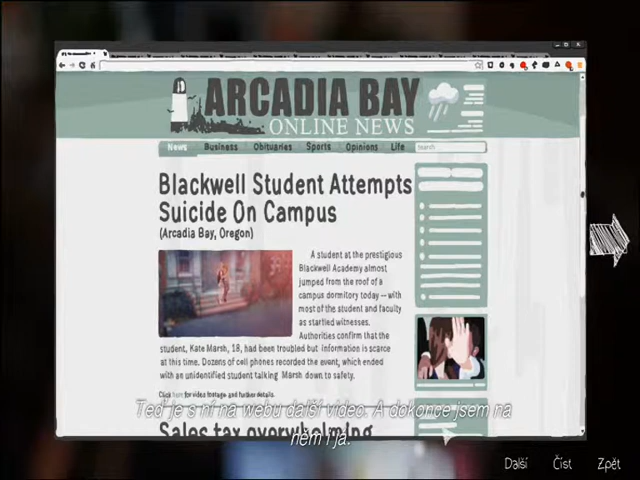 ARCADIA BAY
ONLINE NEWS
News Business Obituaries Sports Opinions Life search
Blackwell Student Attempts
Suicide On Campus
(Arcadia Bay, Oregon)
A student at the prestigious
Blackwell Academy almost
jumped from the roof of a
campus dormitory today – with
most of the student and faculty
as startled witnesses.
Authorities confirm that the
student, Kate Marsh, 18, had been troubled but information is scarce
at this time. Dozens of cell phones recorded the event, which ended
with an unidentified student talking Marsh down to safety.
Click here for video footage and further details.
Teď je s ní na webu další video. A dokonce jsem na
něm i já.
Sales tax overwhelming
Další Číst Zpět